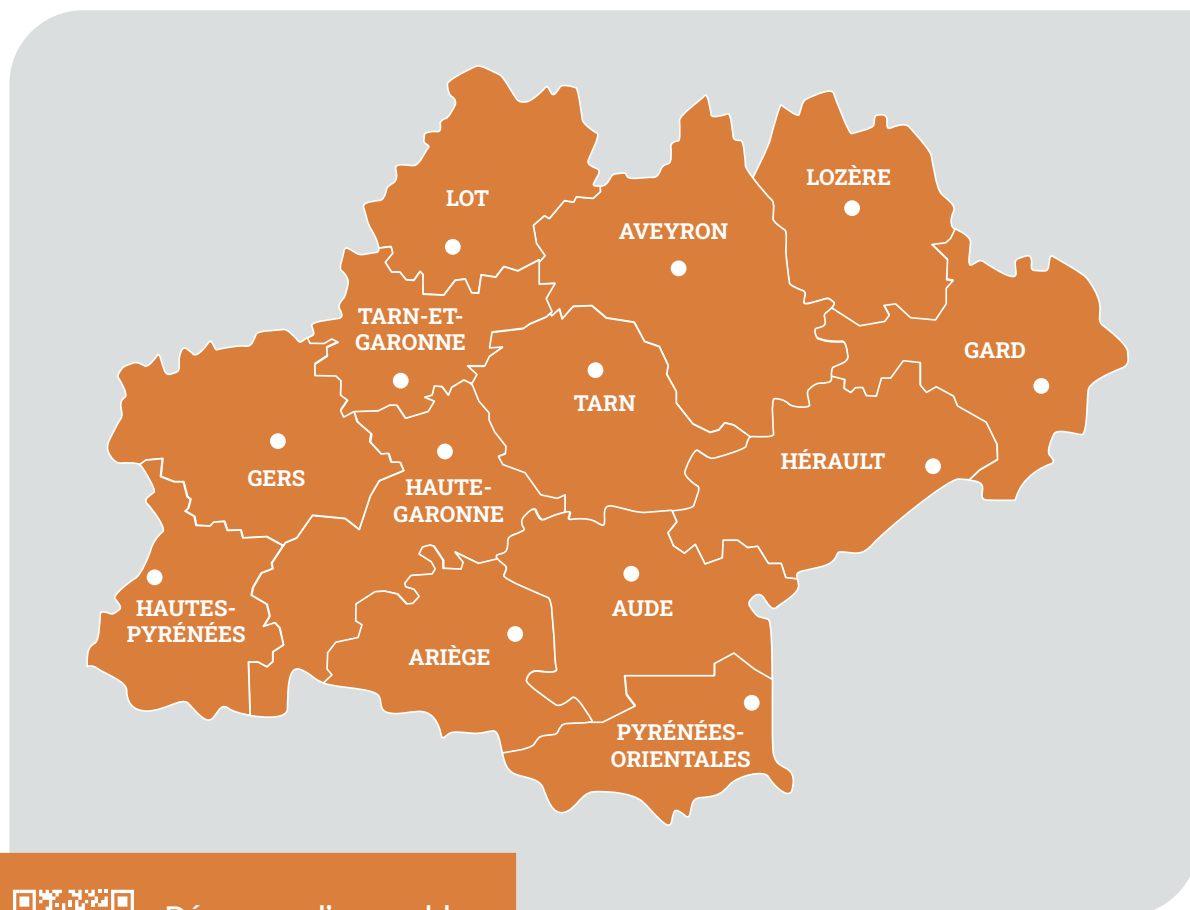 LOT
LOZÈRE
AVEYRON
TARN-ET-
GARONNE
GARD
TARN
HÉRAULT
GERS
HAUTE-
GARONNE
HAUTES-
PYRÉNÉES
AUDE
ARIÈGE
PYRÉNÉES-
ORIENTALES